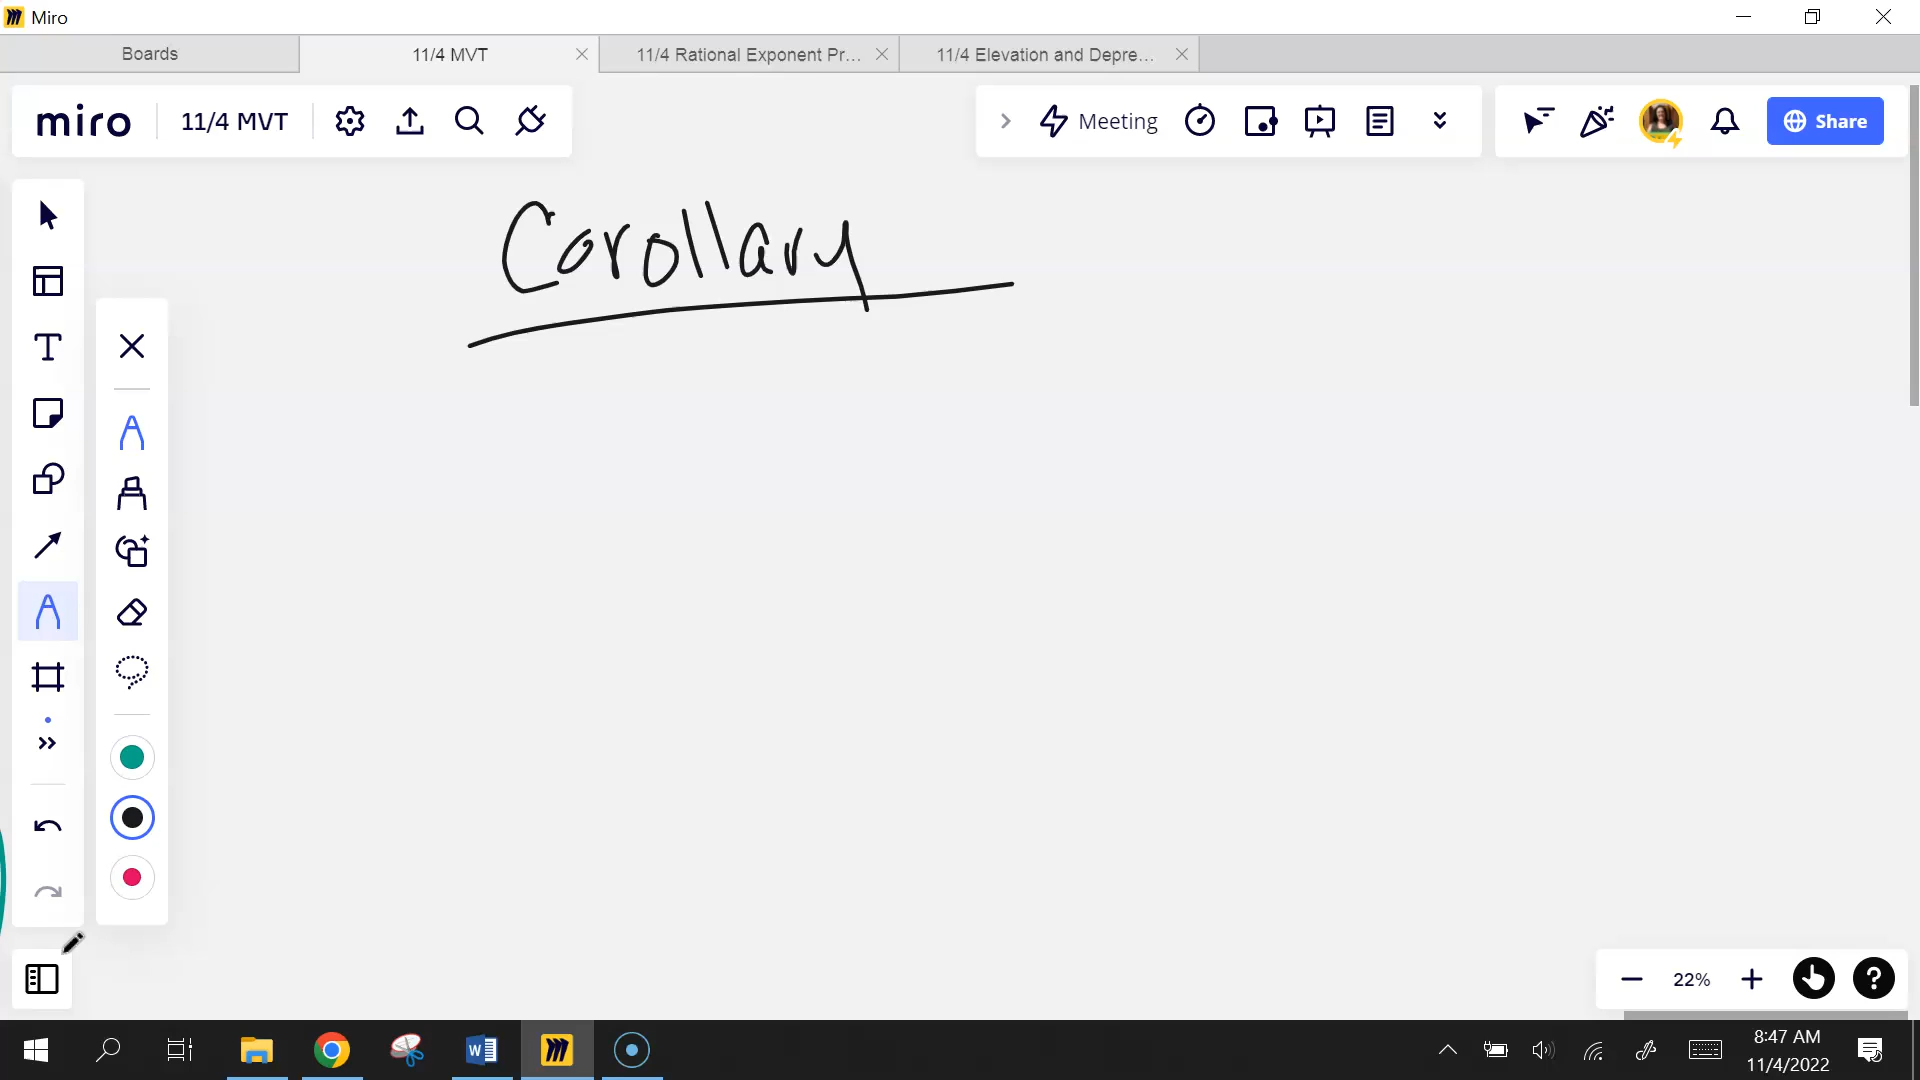 Miro
Boards
11/4 MVT
11/4 Rational Exponent Pr...
11/4 Elevation and Depre...
miro
11/4 MVT
Meeting
Share
Corollary
22%
8:47 AM
11/4/2022